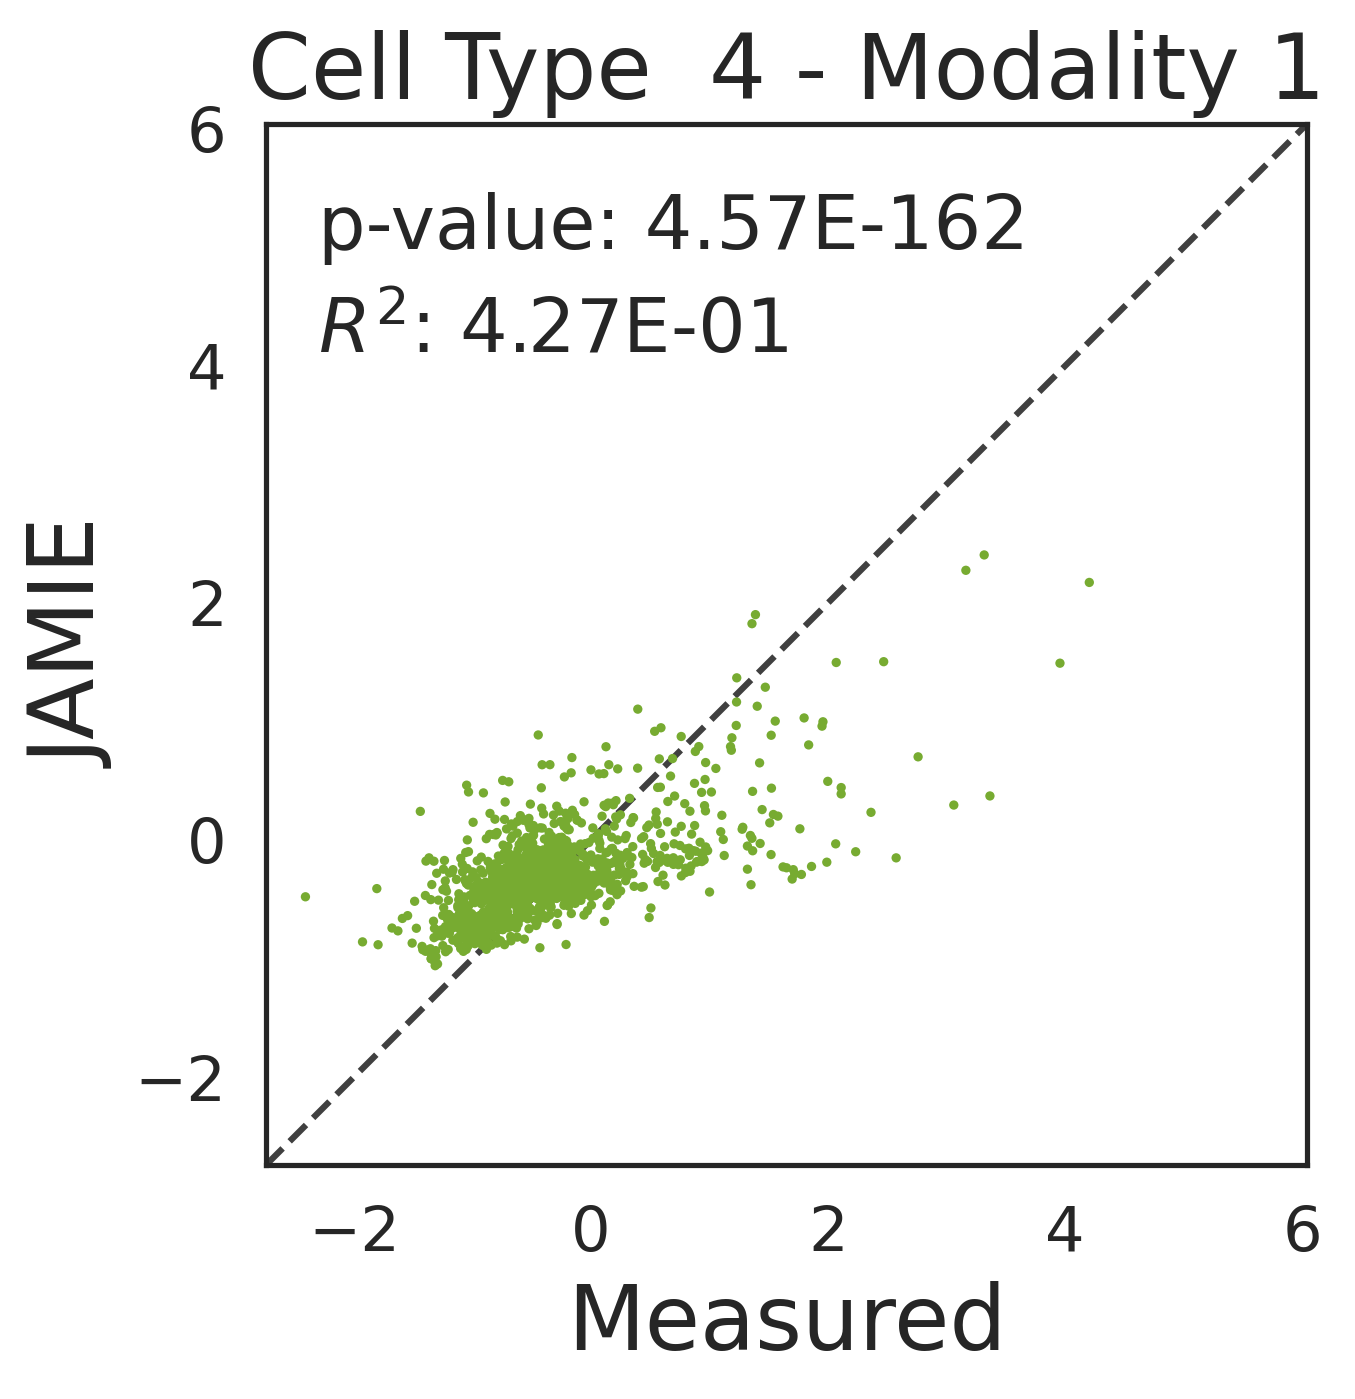 Cell Type  4 - Modality 1
6
p-value: 4.57E-162
R²: 4.27E-01
4
JAMIE
2
0
−2
−2 0 2 4 6
Measured